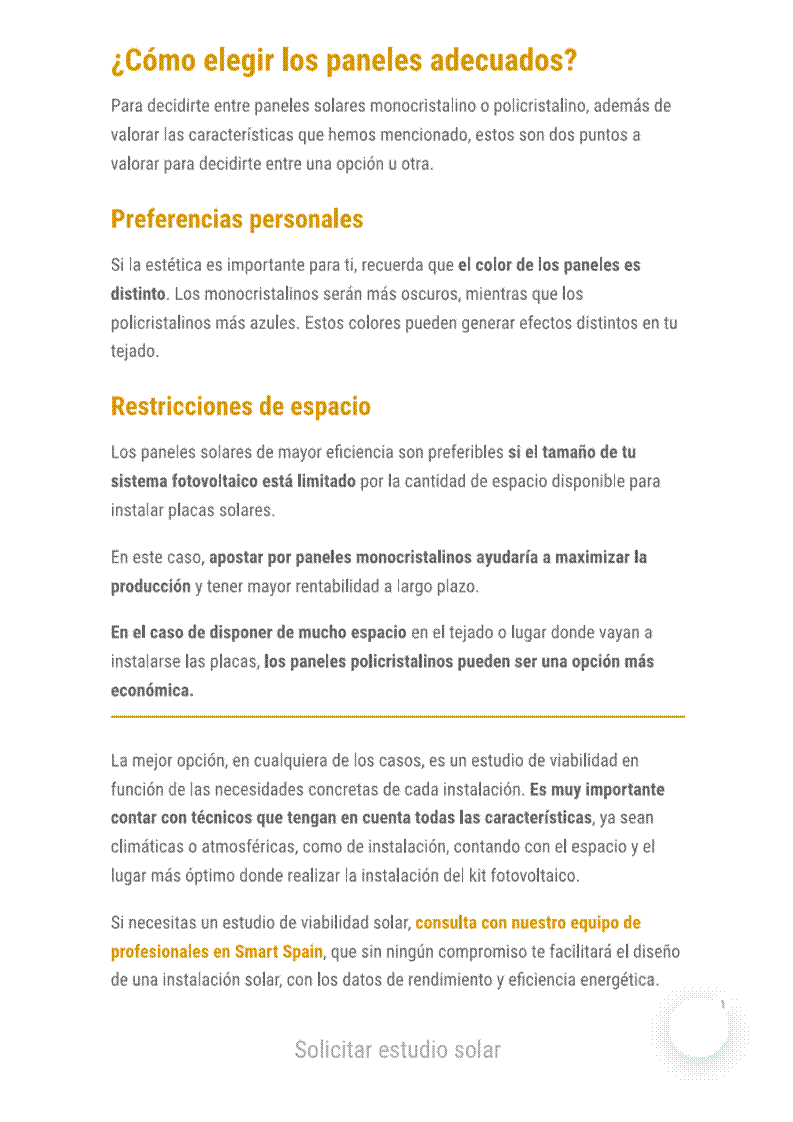 ¿Cómo elegir los paneles adecuados?
Para decidirte entre paneles solares monocristalino o policristalino, además de
valorar las características que hemos mencionado, estos son dos puntos a
valorar para decidirte entre una opción u otra.
Preferencias personales
Si la estética es importante para ti, recuerda que el color de los paneles es
distinto. Los monocristalinos serán más oscuros, mientras que los
policristalinos más azules. Estos colores pueden generar efectos distintos en tu
tejado.
Restricciones de espacio
Los paneles solares de mayor eficiencia son preferibles si el tamaño de tu
sistema fotovoltaico está limitado por la cantidad de espacio disponible para
instalar placas solares.
En este caso, apostar por paneles monocristalinos ayudaría a maximizar la
producción y tener mayor rentabilidad a largo plazo.
En el caso de disponer de mucho espacio en el tejado o lugar donde vayan a
instalarse las placas, los paneles policristalinos pueden ser una opción más
económica.
La mejor opción, en cualquiera de los casos, es un estudio de viabilidad en
función de las necesidades concretas de cada instalación. Es muy importante
contar con técnicos que tengan en cuenta todas las características, ya sean
climáticas o atmosféricas, como de instalación, contando con el espacio y el
lugar más óptimo donde realizar la instalación del kit fotovoltaico.
Si necesitas un estudio de viabilidad solar, consulta con nuestro equipo de
profesionales en Smart Spain, que sin ningún compromiso te facilitará el diseño
de una instalación solar, con los datos de rendimiento y eficiencia energética.
1
Solicitar estudio solar